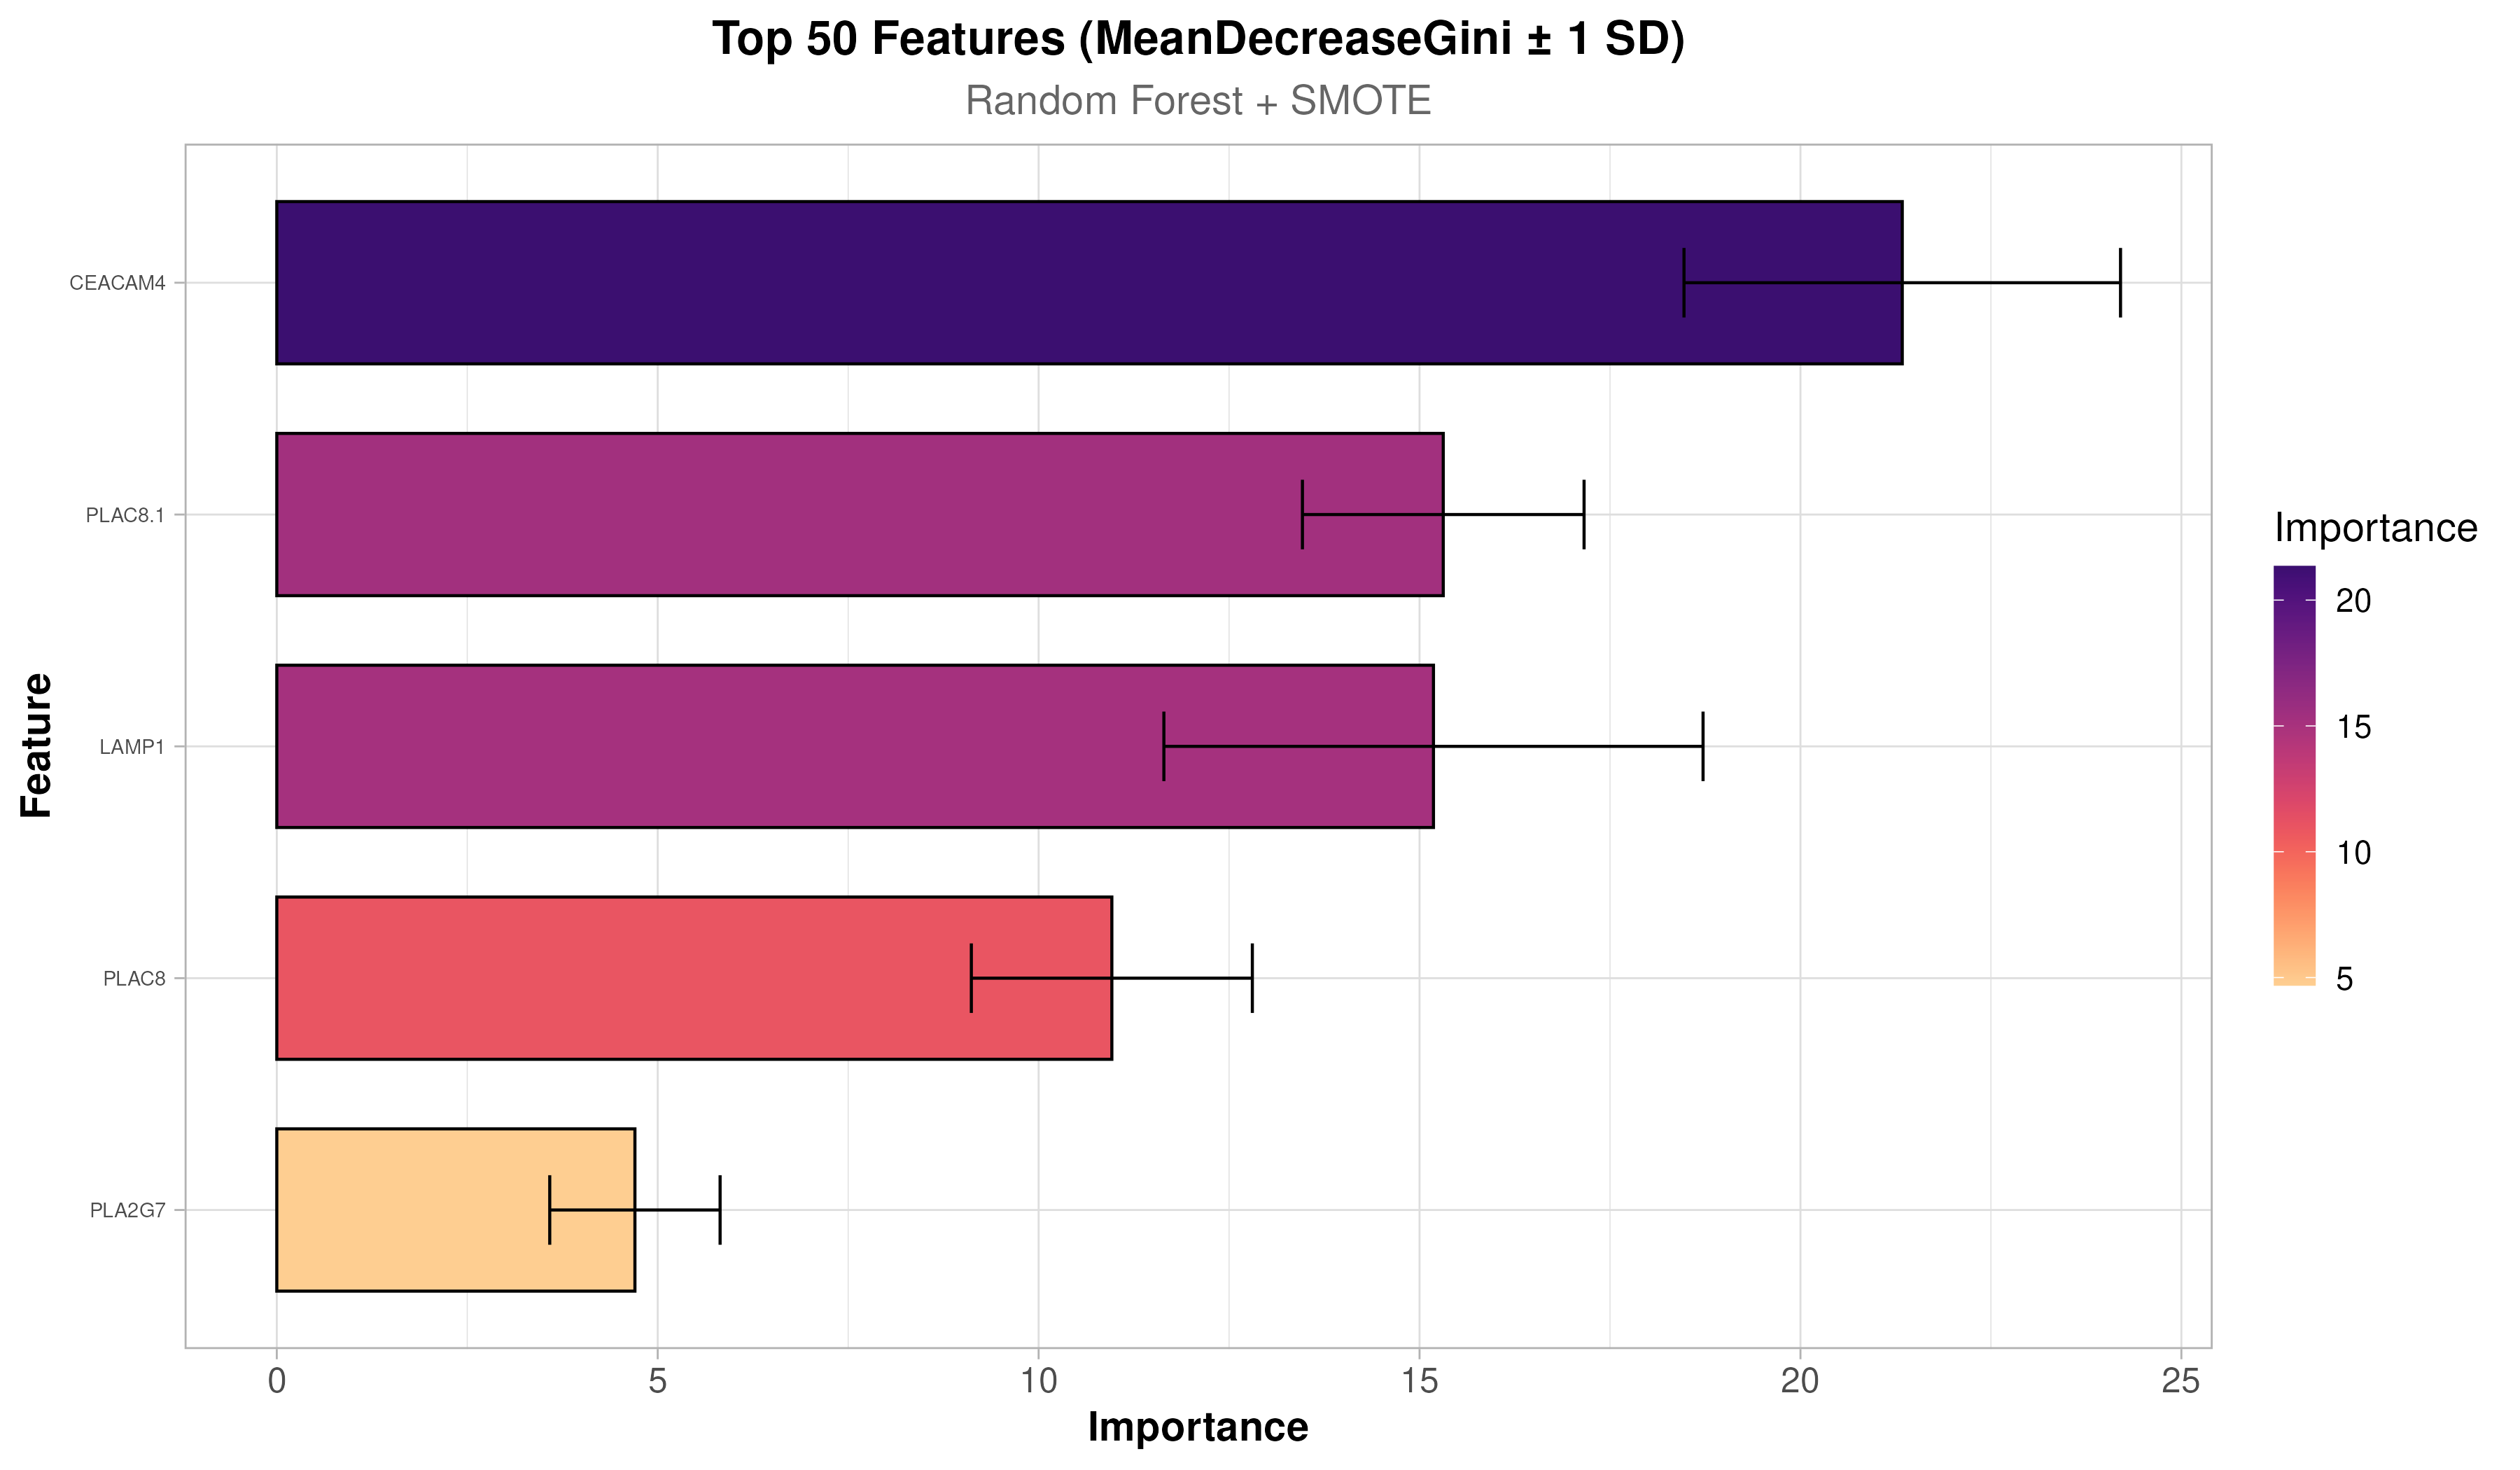 Top 50 Features (MeanDecreaseGini ± 1 SD)
Random Forest + SMOTE
Feature
CEACAM4
PLAC8.1
LAMP1
PLAC8
PLA2G7
0 5 10 15 20 25
Importance
Importance
20
15
10
5